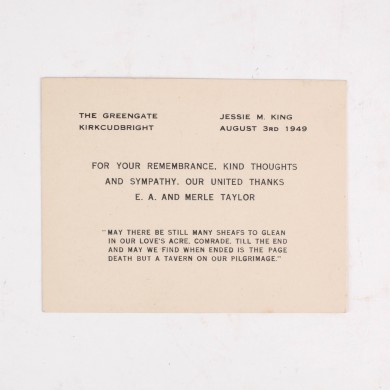 THE GREENGATE JESSIE M. KING
KIRKCUDBRIGHT AUGUST 3RD 1949
FOR YOUR REMEMBRANCE, KIND THOUGHTS
AND SYMPATHY, OUR UNITED THANKS
E. A. AND MERLE TAYLOR
"MAY THERE BE STILL MANY SHEAFS TO GLEAN
IN OUR LOVE'S ACRE, COMRADE, TILL THE END
AND MAY WE FIND WHEN ENDED IS THE PAGE
DEATH BUT A TAVERN ON OUR PILGRIMAGE."